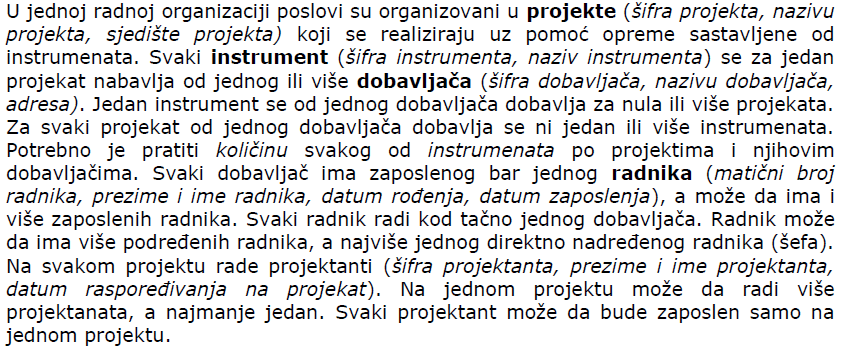 U jednoj radnoj organizaciji poslovi su organizovani u projekte (šifra projekta, nazivu
projekta, sjedište projekta) koji se realiziraju uz pomoć opreme sastavljene od
instrumenata. Svaki instrument (šifra instrumenta, naziv instrumenta) se za jedan
projekat nabavlja od jednog ili više dobavljača (šifra dobavljača, nazivu dobavljača,
adresa). Jedan instrument se od jednog dobavljača dobavlja za nula ili više projekata.
Za svaki projekat od jednog dobavljača dobavlja se ni jedan ili više instrumenata.
Potrebno je pratiti količinu svakog od instrumenata po projektima i njihovim
dobavljačima. Svaki dobavljač ima zaposlenog bar jednog radnika (matični broj
radnika, prezime i ime radnika, datum rođenja, datum zaposlenja), a može da ima i
više zaposlenih radnika. Svaki radnik radi kod tačno jednog dobavljača. Radnik može
da ima više podređenih radnika, a najviše jednog direktno nadređenog radnika (šefa).
Na svakom projektu rade projektanti (šifra projektanta, prezime i ime projektanta,
datum raspoređivanja na projekat). Na jednom projektu može da radi više
projektanata, a najmanje jedan. Svaki projektant može da bude zaposlen samo na
jednom projektu.